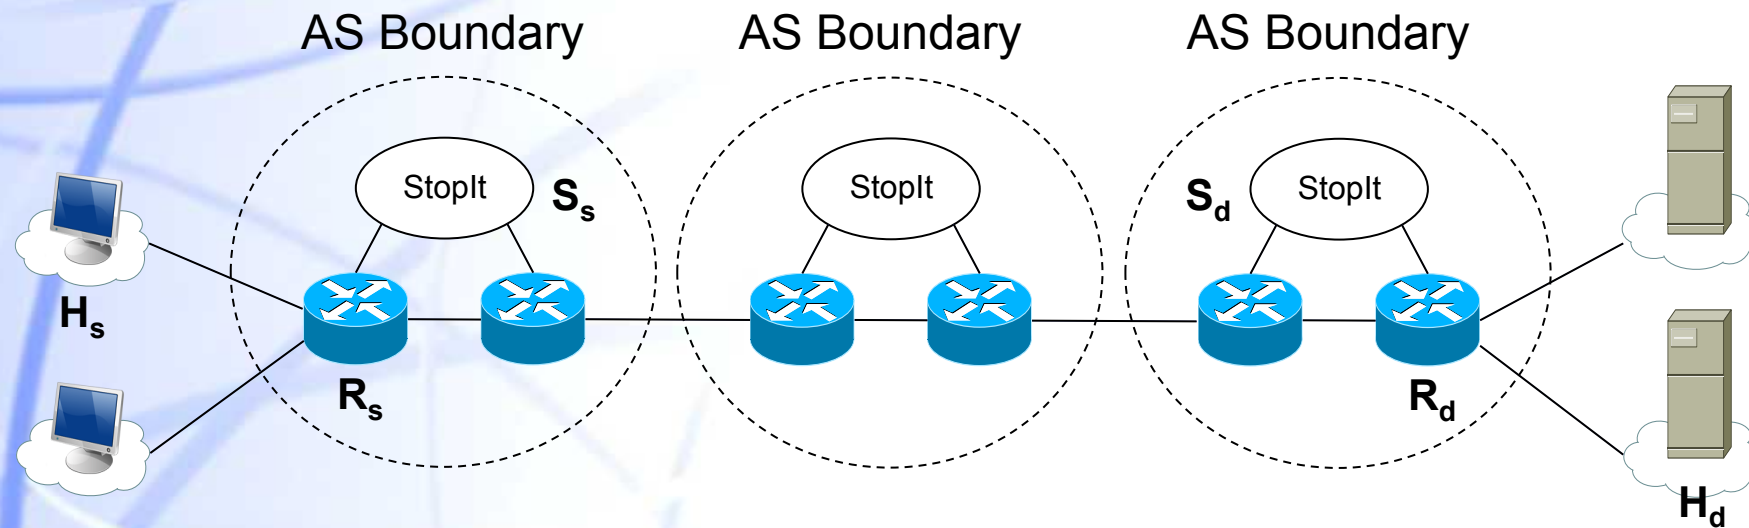 AS Boundary
AS Boundary
AS Boundary
StopIt
Ss
StopIt
Sd
StopIt
Hs
Rs
Rd
Hd